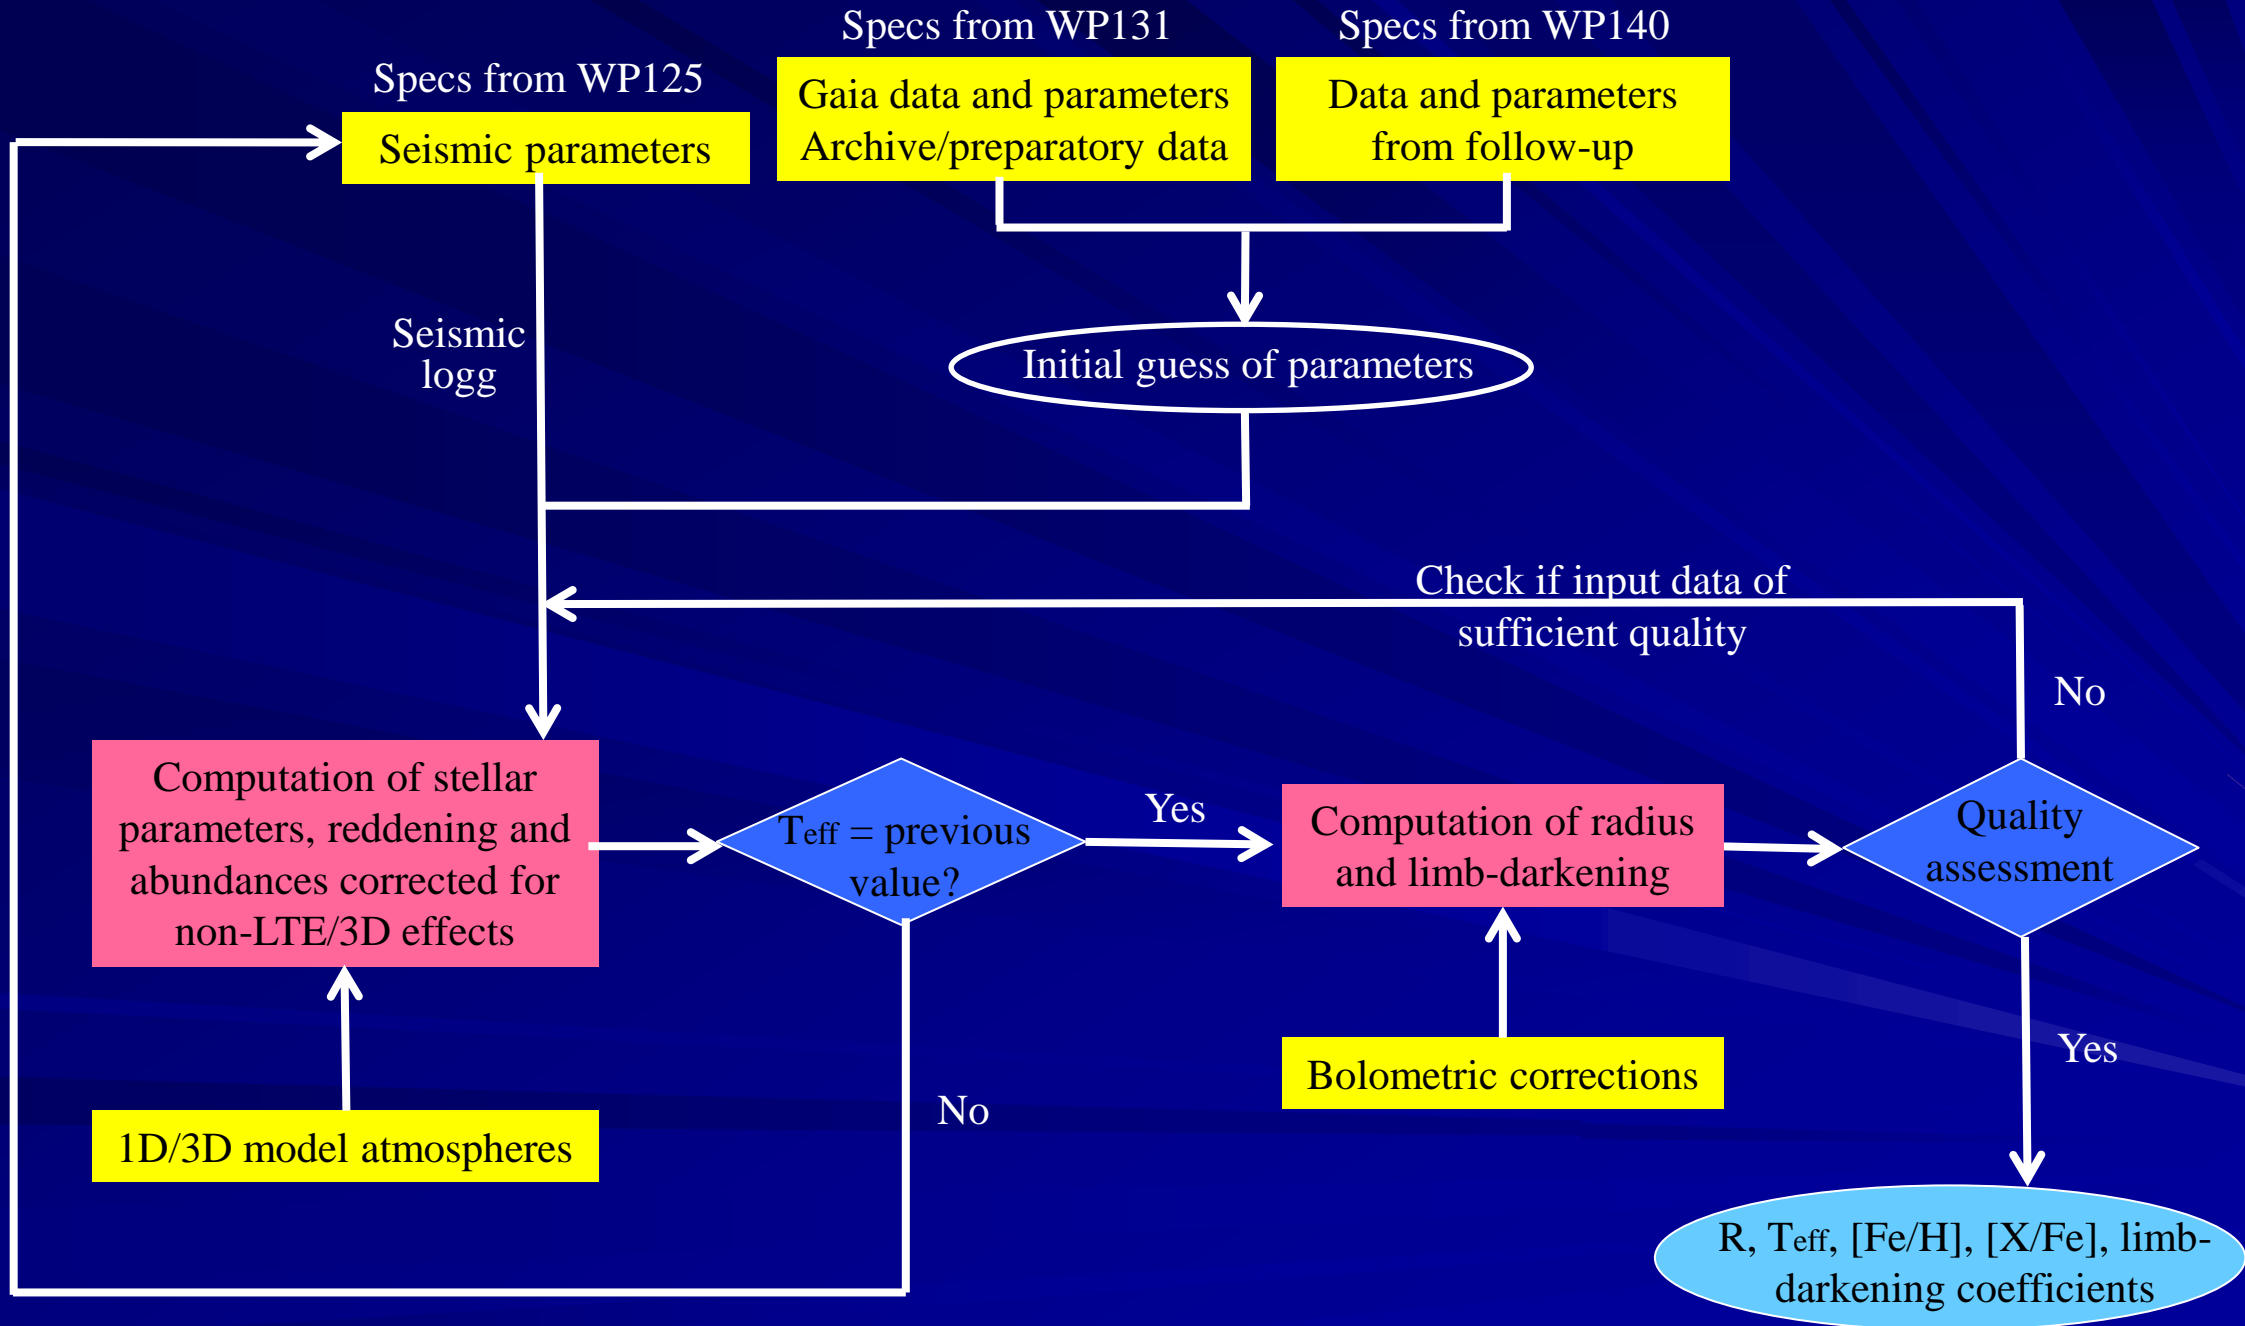 Specs from WP131
Specs from WP140
Specs from WP125
Gaia data and parameters
Archive/preparatory data
Data and parameters
from follow-up
Seismic parameters
Seismic
logg
Initial guess of parameters
Check if input data of
sufficient quality
No
Computation of stellar
parameters, reddening and
abundances corrected for
non-LTE/3D effects
Teff = previous
value?
Yes
Computation of radius
and limb-darkening
Quality
assessment
Bolometric corrections
Yes
No
1D/3D model atmospheres
R, Teff, [Fe/H], [X/Fe], limb-
darkening coefficients